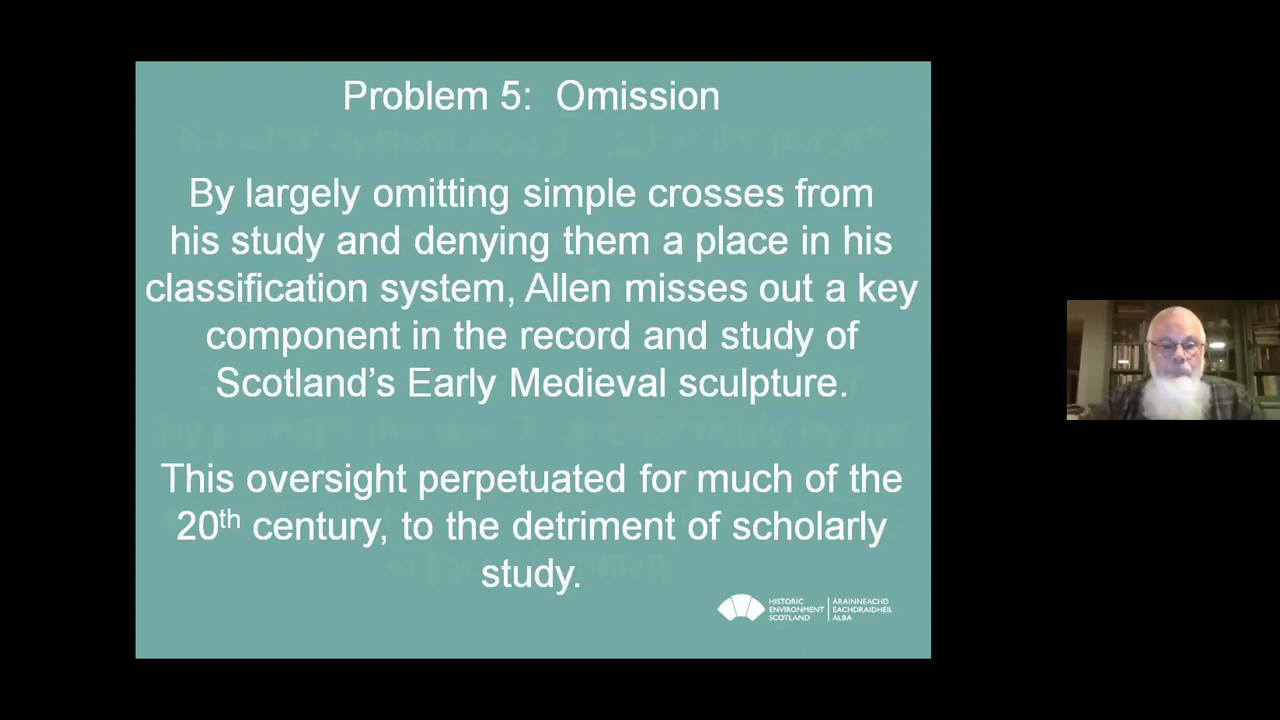 Problem 5: Omission
By largely omitting simple crosses from
his study and denying them a place in his
classification system, Allen misses out a key
component in the record and study of
Scotland's Early Medieval sculpture.
This oversight perpetuated for much of the
20th century, to the detriment of scholarly
study.
HISTORIC
ENVIRONMENT
SCOTLAND
ÀRAINNEACHD
EACHDRAIDHEIL
ALBA